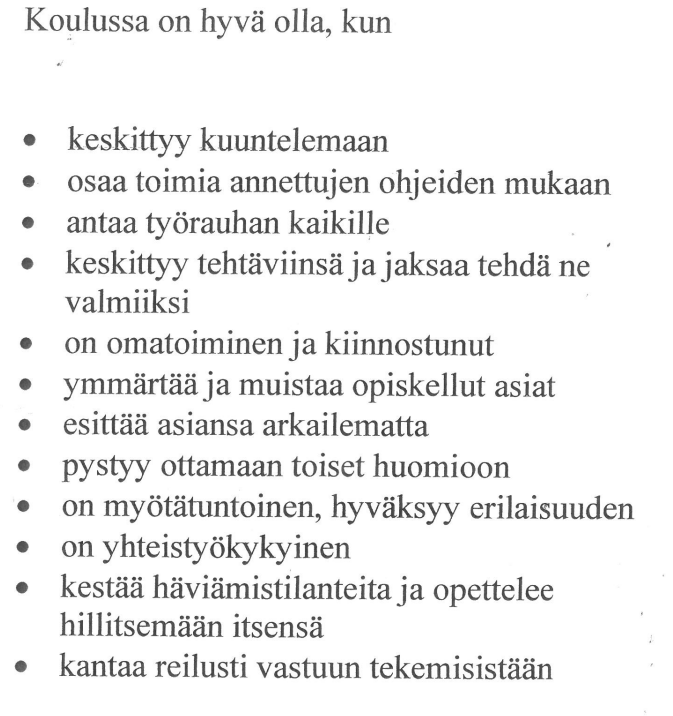 Koulussa on hyvä olla, kun
• keskittyy kuuntelemaan
• osaa toimia annettujen ohjeiden mukaan
• antaa työrauhan kaikille
• keskittyy tehtäviinsä ja jaksaa tehdä ne
valmiiksi
• on omatoiminen ja kiinnostunut
• ymmärtää ja muistaa opiskellut asiat
• esittää asiansa arkailematta
• pystyy ottamaan toiset huomioon
• on myötätuntoinen, hyväksyy erilaisuuden
• on yhteistyökykyinen
• kestää häviämistilanteita ja opettelee
hillitsemään itsensä
• kantaa reilusti vastuun tekemisistään